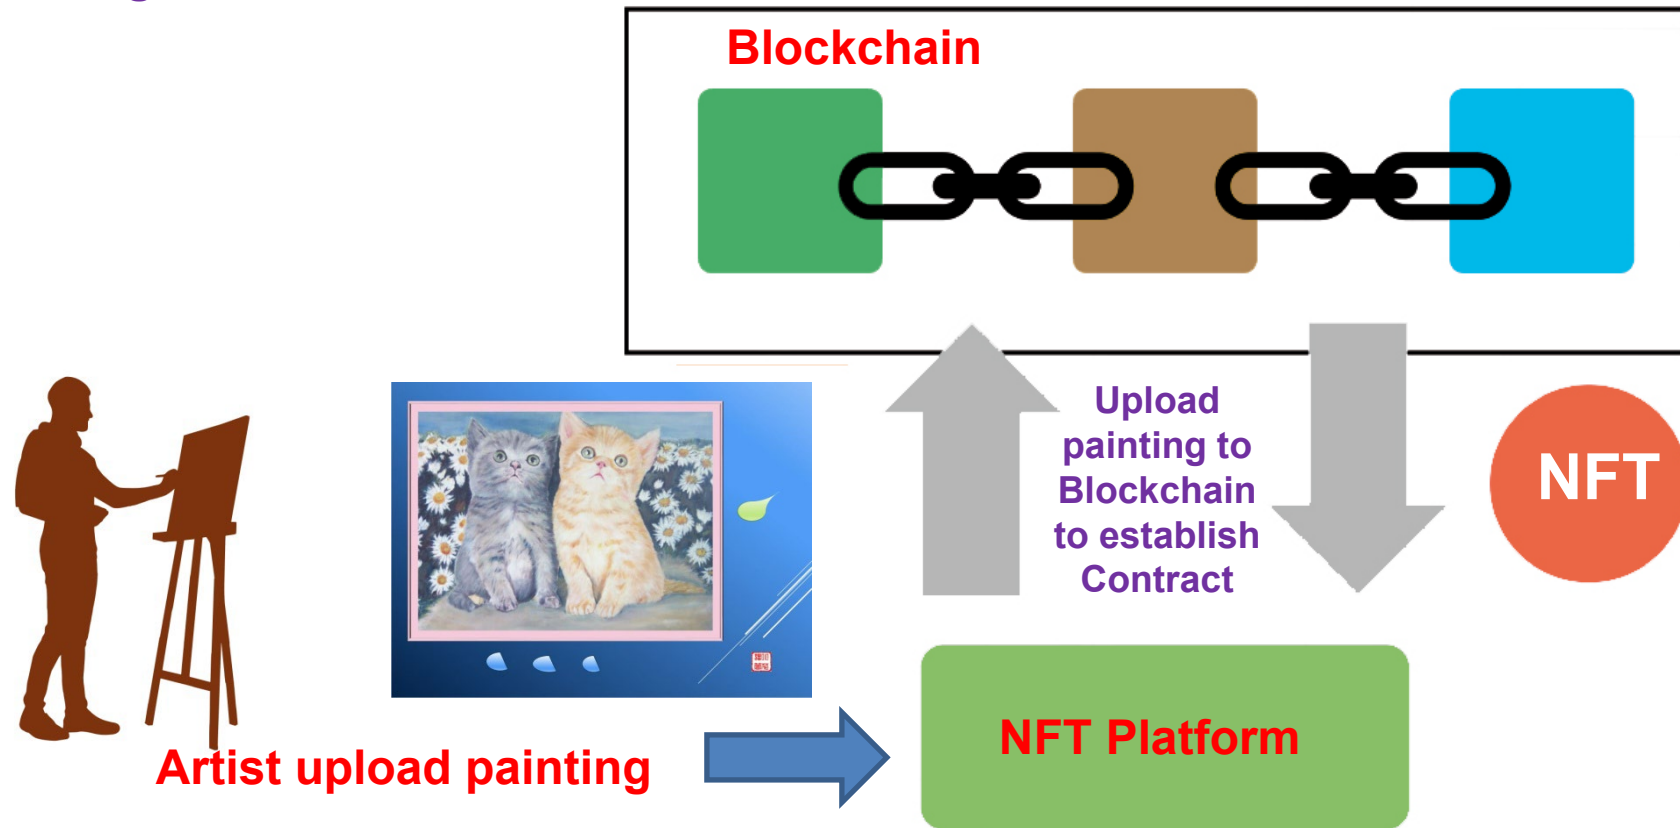 Blockchain
Upload
painting to
Blockchain
to establish
Contract
NFT
NFT Platform
Artist upload painting